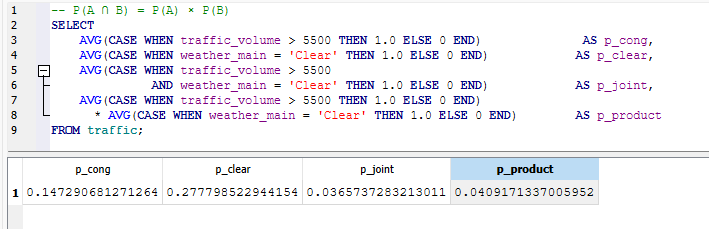 1 -- P(A ∩ B) = P(A) × P(B)
2 SELECT
3 AVG(CASE WHEN traffic_volume > 5500 THEN 1.0 ELSE 0 END) AS p_cong,
4 AVG(CASE WHEN weather_main = 'Clear' THEN 1.0 ELSE 0 END) AS p_clear,
5 AVG(CASE WHEN traffic_volume > 5500
6 AND weather_main = 'Clear' THEN 1.0 ELSE 0 END) AS p_joint,
7 AVG(CASE WHEN traffic_volume > 5500 THEN 1.0 ELSE 0 END)
8 * AVG(CASE WHEN weather_main = 'Clear' THEN 1.0 ELSE 0 END) AS p_product
9 FROM traffic;
p_cong p_clear p_joint p_product
1 0.147290681271264 0.277798522944154 0.0365737283213011 0.0409171337005952